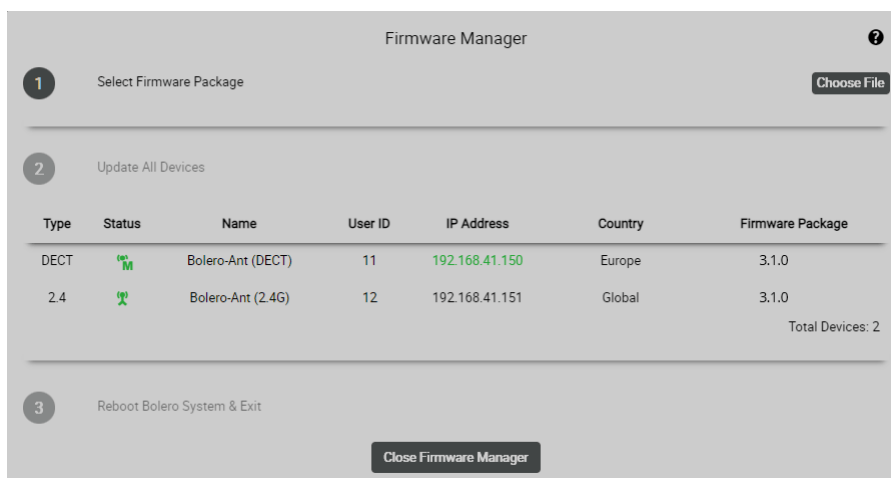 Firmware Manager
?
1 Select Firmware Package Choose File
2 Update All Devices
Type Status Name User ID IP Address Country Firmware Package
DECT M Bolero-Ant (DECT) 11 192.168.41.150 Europe 3.1.0
2.4 Bolero-Ant (2.4G) 12 192.168.41.151 Global 3.1.0
Total Devices: 2
3 Reboot Bolero System & Exit
Close Firmware Manager